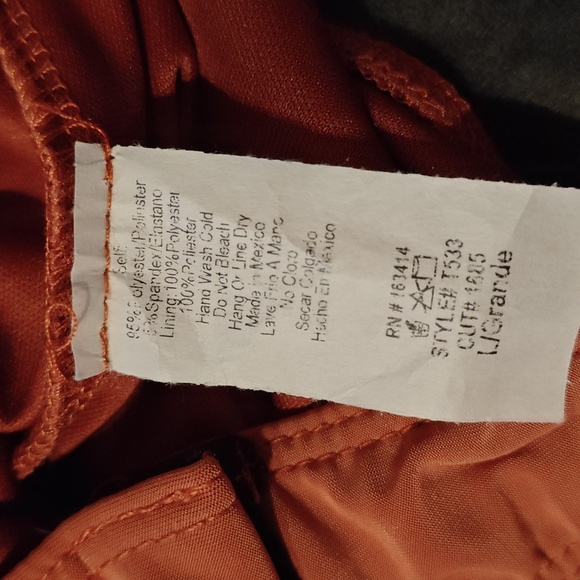 Self:
95% Polyester/Poliester
5%Spandex/Elastano
Lining:100%Polyester
100%Poliester
Hand Wash Cold
Do Not Bleach
Hang Or Line Dry
Made in Mexico
Lave Frio A Mano
No Cloro
Secar Colgado
Hecho En Mexico
RN # 163414
STYLE# T533
CUT# 1685
L/Grande